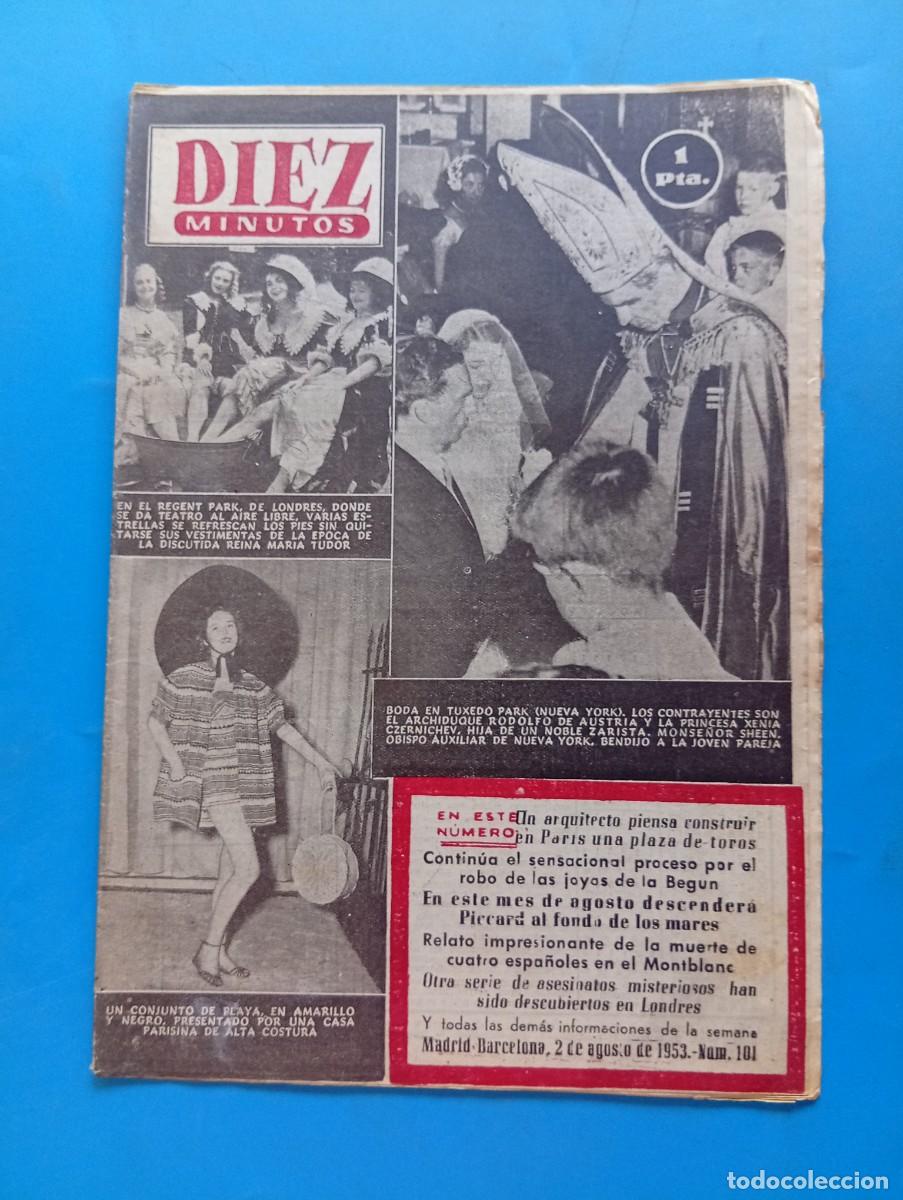 DIEZ
MINUTOS
1
Pta.
EN EL REGENT PARK, DE LONDRES, DONDE
SE DA TEATRO AL AIRE LIBRE, VARIAS ES-
TRELLAS SE REFRESCAN LOS PIES SIN QUI-
TARSE SUS VESTIMENTAS DE LA EPOCA DE
LA DISCUTIDA REINA MARIA TUDOR
BODA EN TUXEDO PARK (NUEVA YORK). LOS CONTRAYENTES SON
EL ARCHIDUQUE RODOLFO DE AUSTRIA Y LA PRINCESA XENIA
CZERNICHEV, HIJA DE UN NOBLE ZARISTA. MONSEÑOR SHEEN,
OBISPO AUXILIAR DE NUEVA YORK, BENDIJO A LA JOVEN PAREJA
UN CONJUNTO DE PLAYA, EN AMARILLO
Y NEGRO, PRESENTADO POR UNA CASA
PARISINA DE ALTA COSTURA
EN ESTE
NÚMERO
Un arquitecto piensa construir
en París una plaza de toros
Continúa el sensacional proceso por el
robo de las joyas de la Begun
En este mes de agosto descenderá
Piccard al fondo de los mares
Relato impresionante de la muerte de
cuatro españoles en el Montblanc
Otra serie de asesinatos misteriosos han
sido descubiertos en Londres
Y todas las demás informaciones de la semana
Madrid-Barcelona, 2 de agosto de 1953.-Núm. 101
todocoleccion